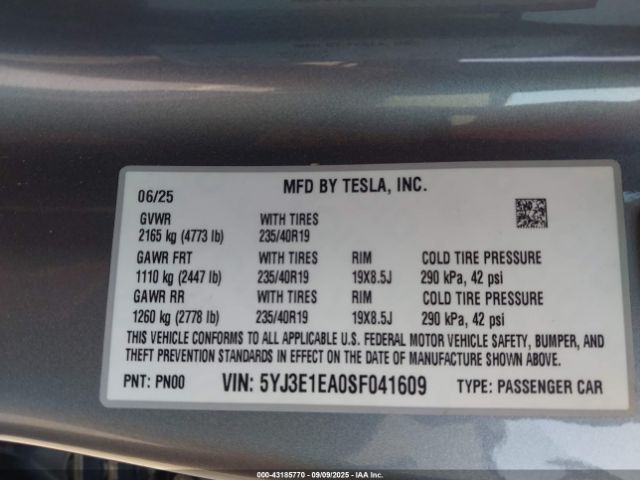 MFD BY TESLA, INC.
06/25
GVWR WITH TIRES
2165 kg (4773 lb) 235/40R19
GAWR FRT WITH TIRES RIM COLD TIRE PRESSURE
1110 kg (2447 lb) 235/40R19 19X8.5J 290 kPa, 42 psi
GAWR RR WITH TIRES RIM COLD TIRE PRESSURE
1260 kg (2778 lb) 235/40R19 19X8.5J 290 kPa, 42 psi
THIS VEHICLE CONFORMS TO ALL APPLICABLE U.S. FEDERAL MOTOR VEHICLE SAFETY, BUMPER, AND
THEFT PREVENTION STANDARDS IN EFFECT ON THE DATE OF MANUFACTURE SHOWN ABOVE.
PNT: PN00 VIN: 5YJ3E1EA0SF041609 TYPE: PASSENGER CAR
000-43185770 - 09/09/2025 - IAA Inc.